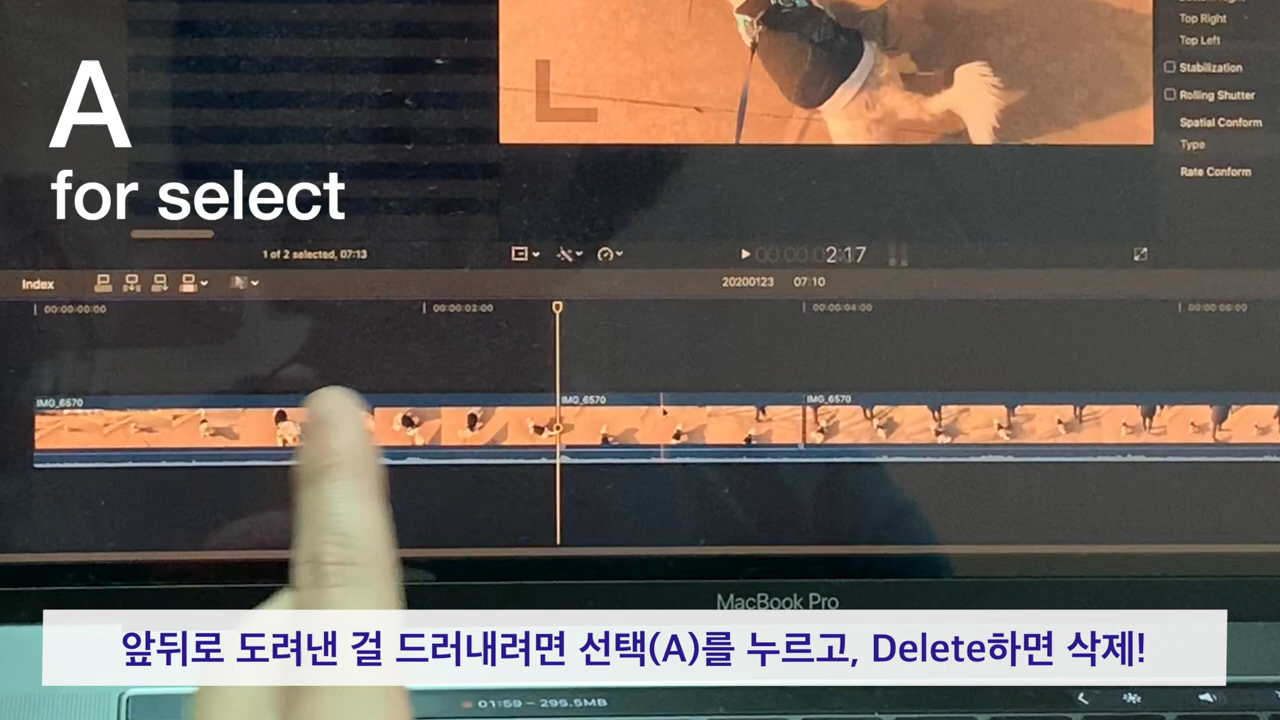 Top Right
Top Left
Stabilization
Rolling Shutter
Spatial Conform
Type
Rate Conform
A
for select
1 of 2 selected, 07:13
00:00:02:17
Index
20200123 07:10
00:00:00:00
00:00:02:00
00:00:04:00
00:00:06:00
IMG_6570
IMG_6570
IMG_6570
MacBook Pro
앞뒤로 도려낸 걸 드러내려면 선택(A)를 누르고, Delete하면 삭제!
01:59 - 295.5MB